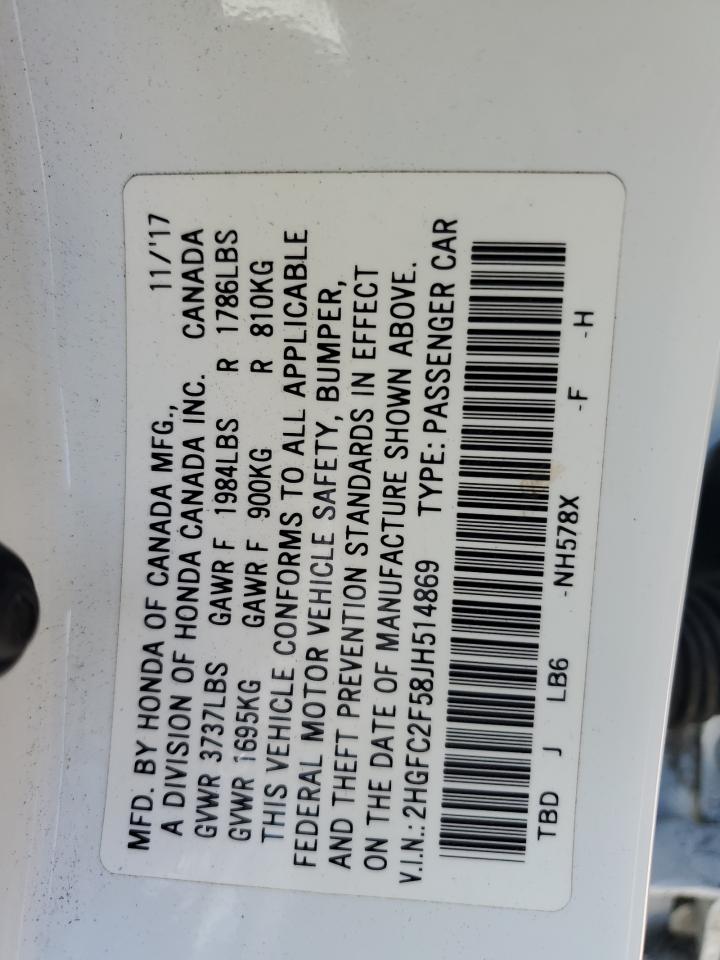 MFD. BY HONDA OF CANADA MFG., 11/'17
A DIVISION OF HONDA CANADA INC. CANADA
GVWR 3737LBS GAWR F 1984LBS R 1786LBS
GVWR 1695KG GAWR F 900KG R 810KG
THIS VEHICLE CONFORMS TO ALL APPLICABLE
FEDERAL MOTOR VEHICLE SAFETY, BUMPER,
AND THEFT PREVENTION STANDARDS IN EFFECT
ON THE DATE OF MANUFACTURE SHOWN ABOVE.
V.I.N.: 2HGFC2F58JH514869 TYPE: PASSENGER CAR
TBD J LB6 -NH578X -F -H